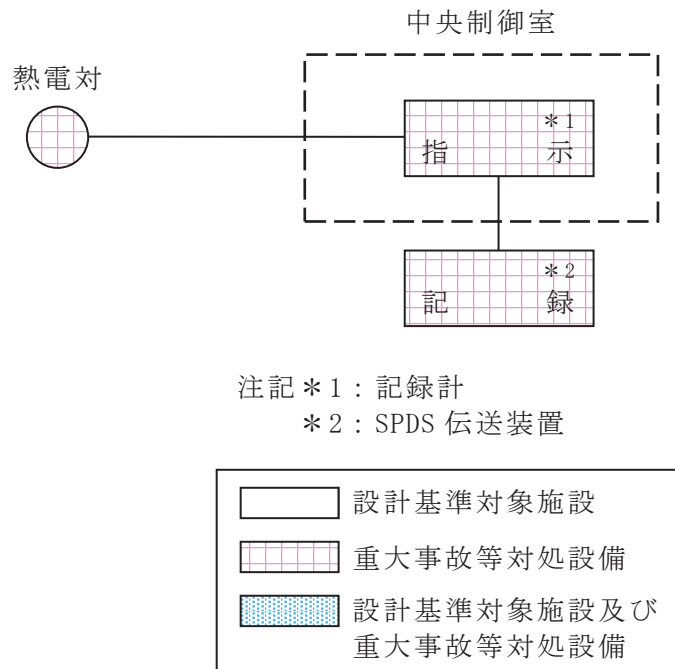 中央制御室
熱電対
＊1
指 示
＊2
記 録
注記＊1：記録計
＊2：SPDS 伝送装置
設計基準対象施設
重大事故等対処設備
設計基準対象施設及び
重大事故等対処設備